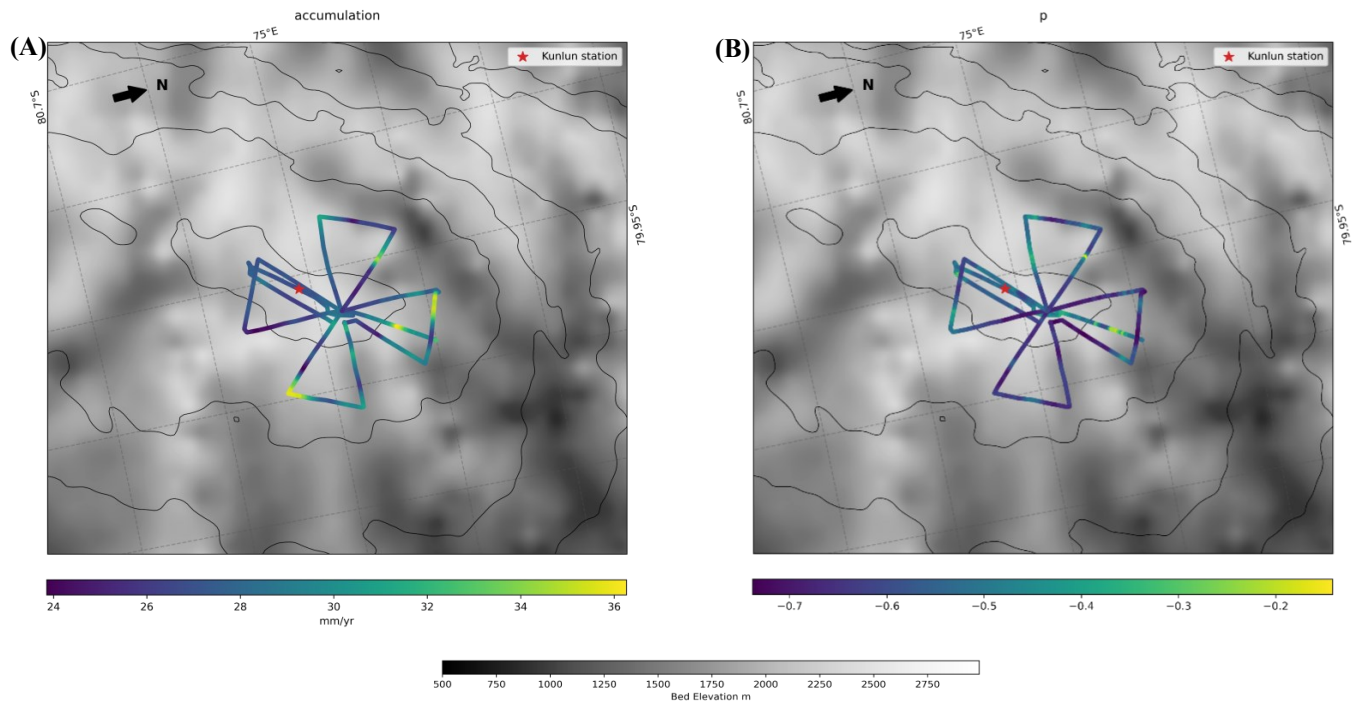 accumulation
p
(A)
75°E
(B)
75°E
Kunlun station
Kunlun station
N
N
80.7°S
80.7°S
79.95°S
79.95°S
24 26 28 30 32 34 36
mm/yr
−0.7 −0.6 −0.5 −0.4 −0.3 −0.2
500 750 1000 1250 1500 1750 2000 2250 2500 2750
Bed Elevation m